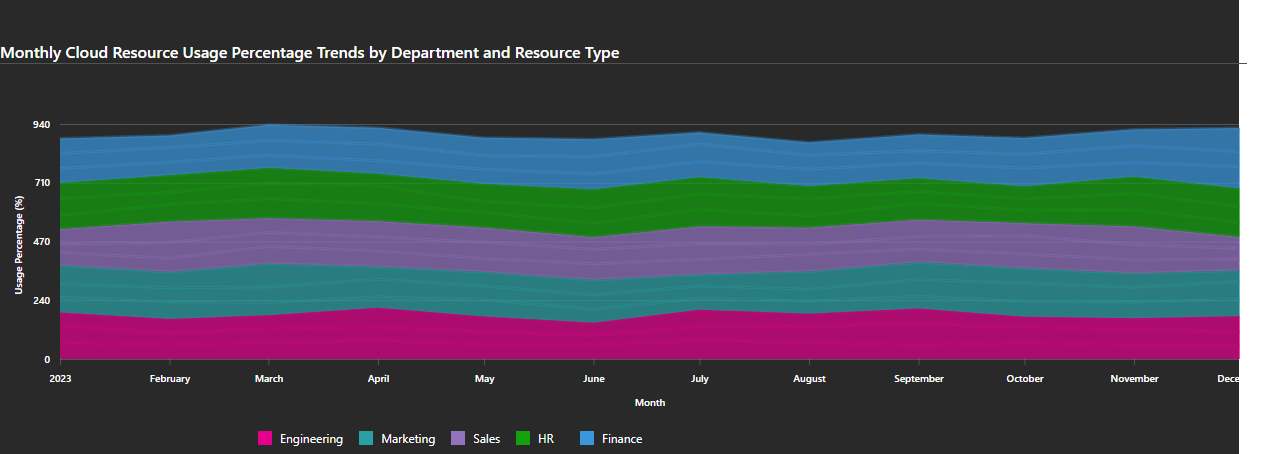 Monthly Cloud Resource Usage Percentage Trends by Department and Resource Type
940
710
470
240
0
Usage Percentage (%)
2023 February March April May June July August September October November Dece
Month
Engineering Marketing Sales HR Finance